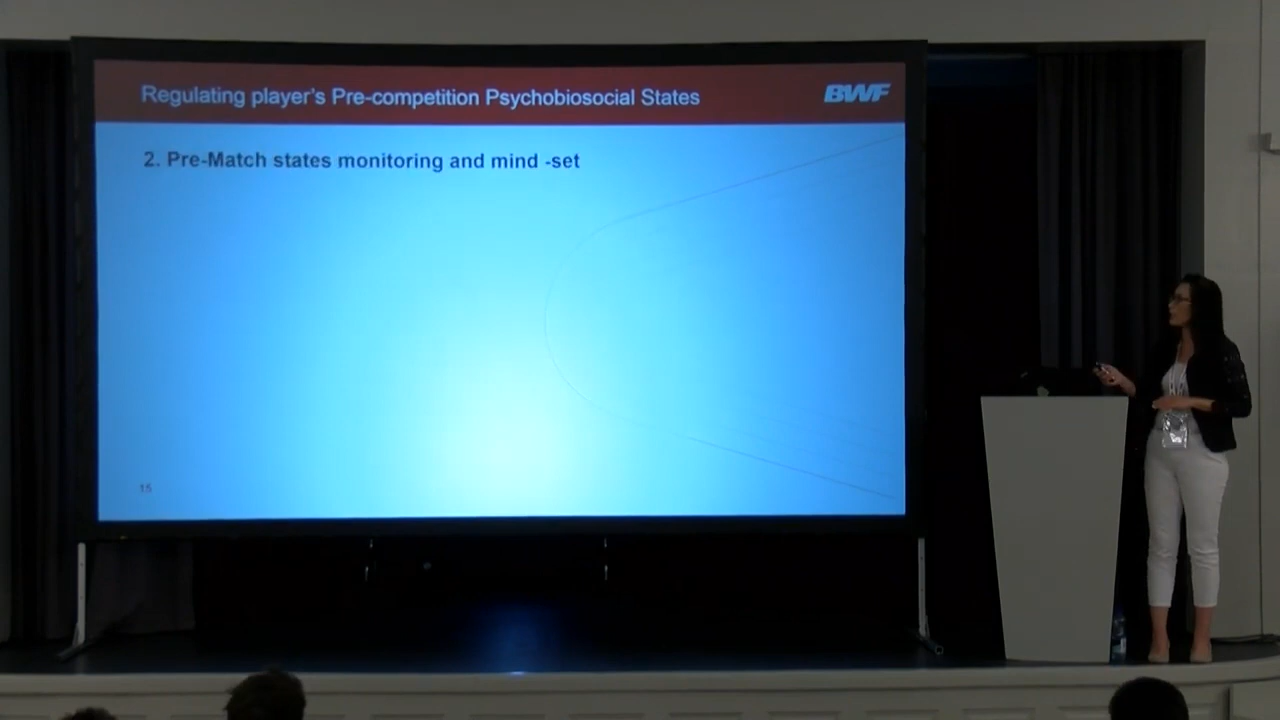 Regulating player's Pre-competition Psychobiosocial States
BWF
2. Pre-Match states monitoring and mind -set
15